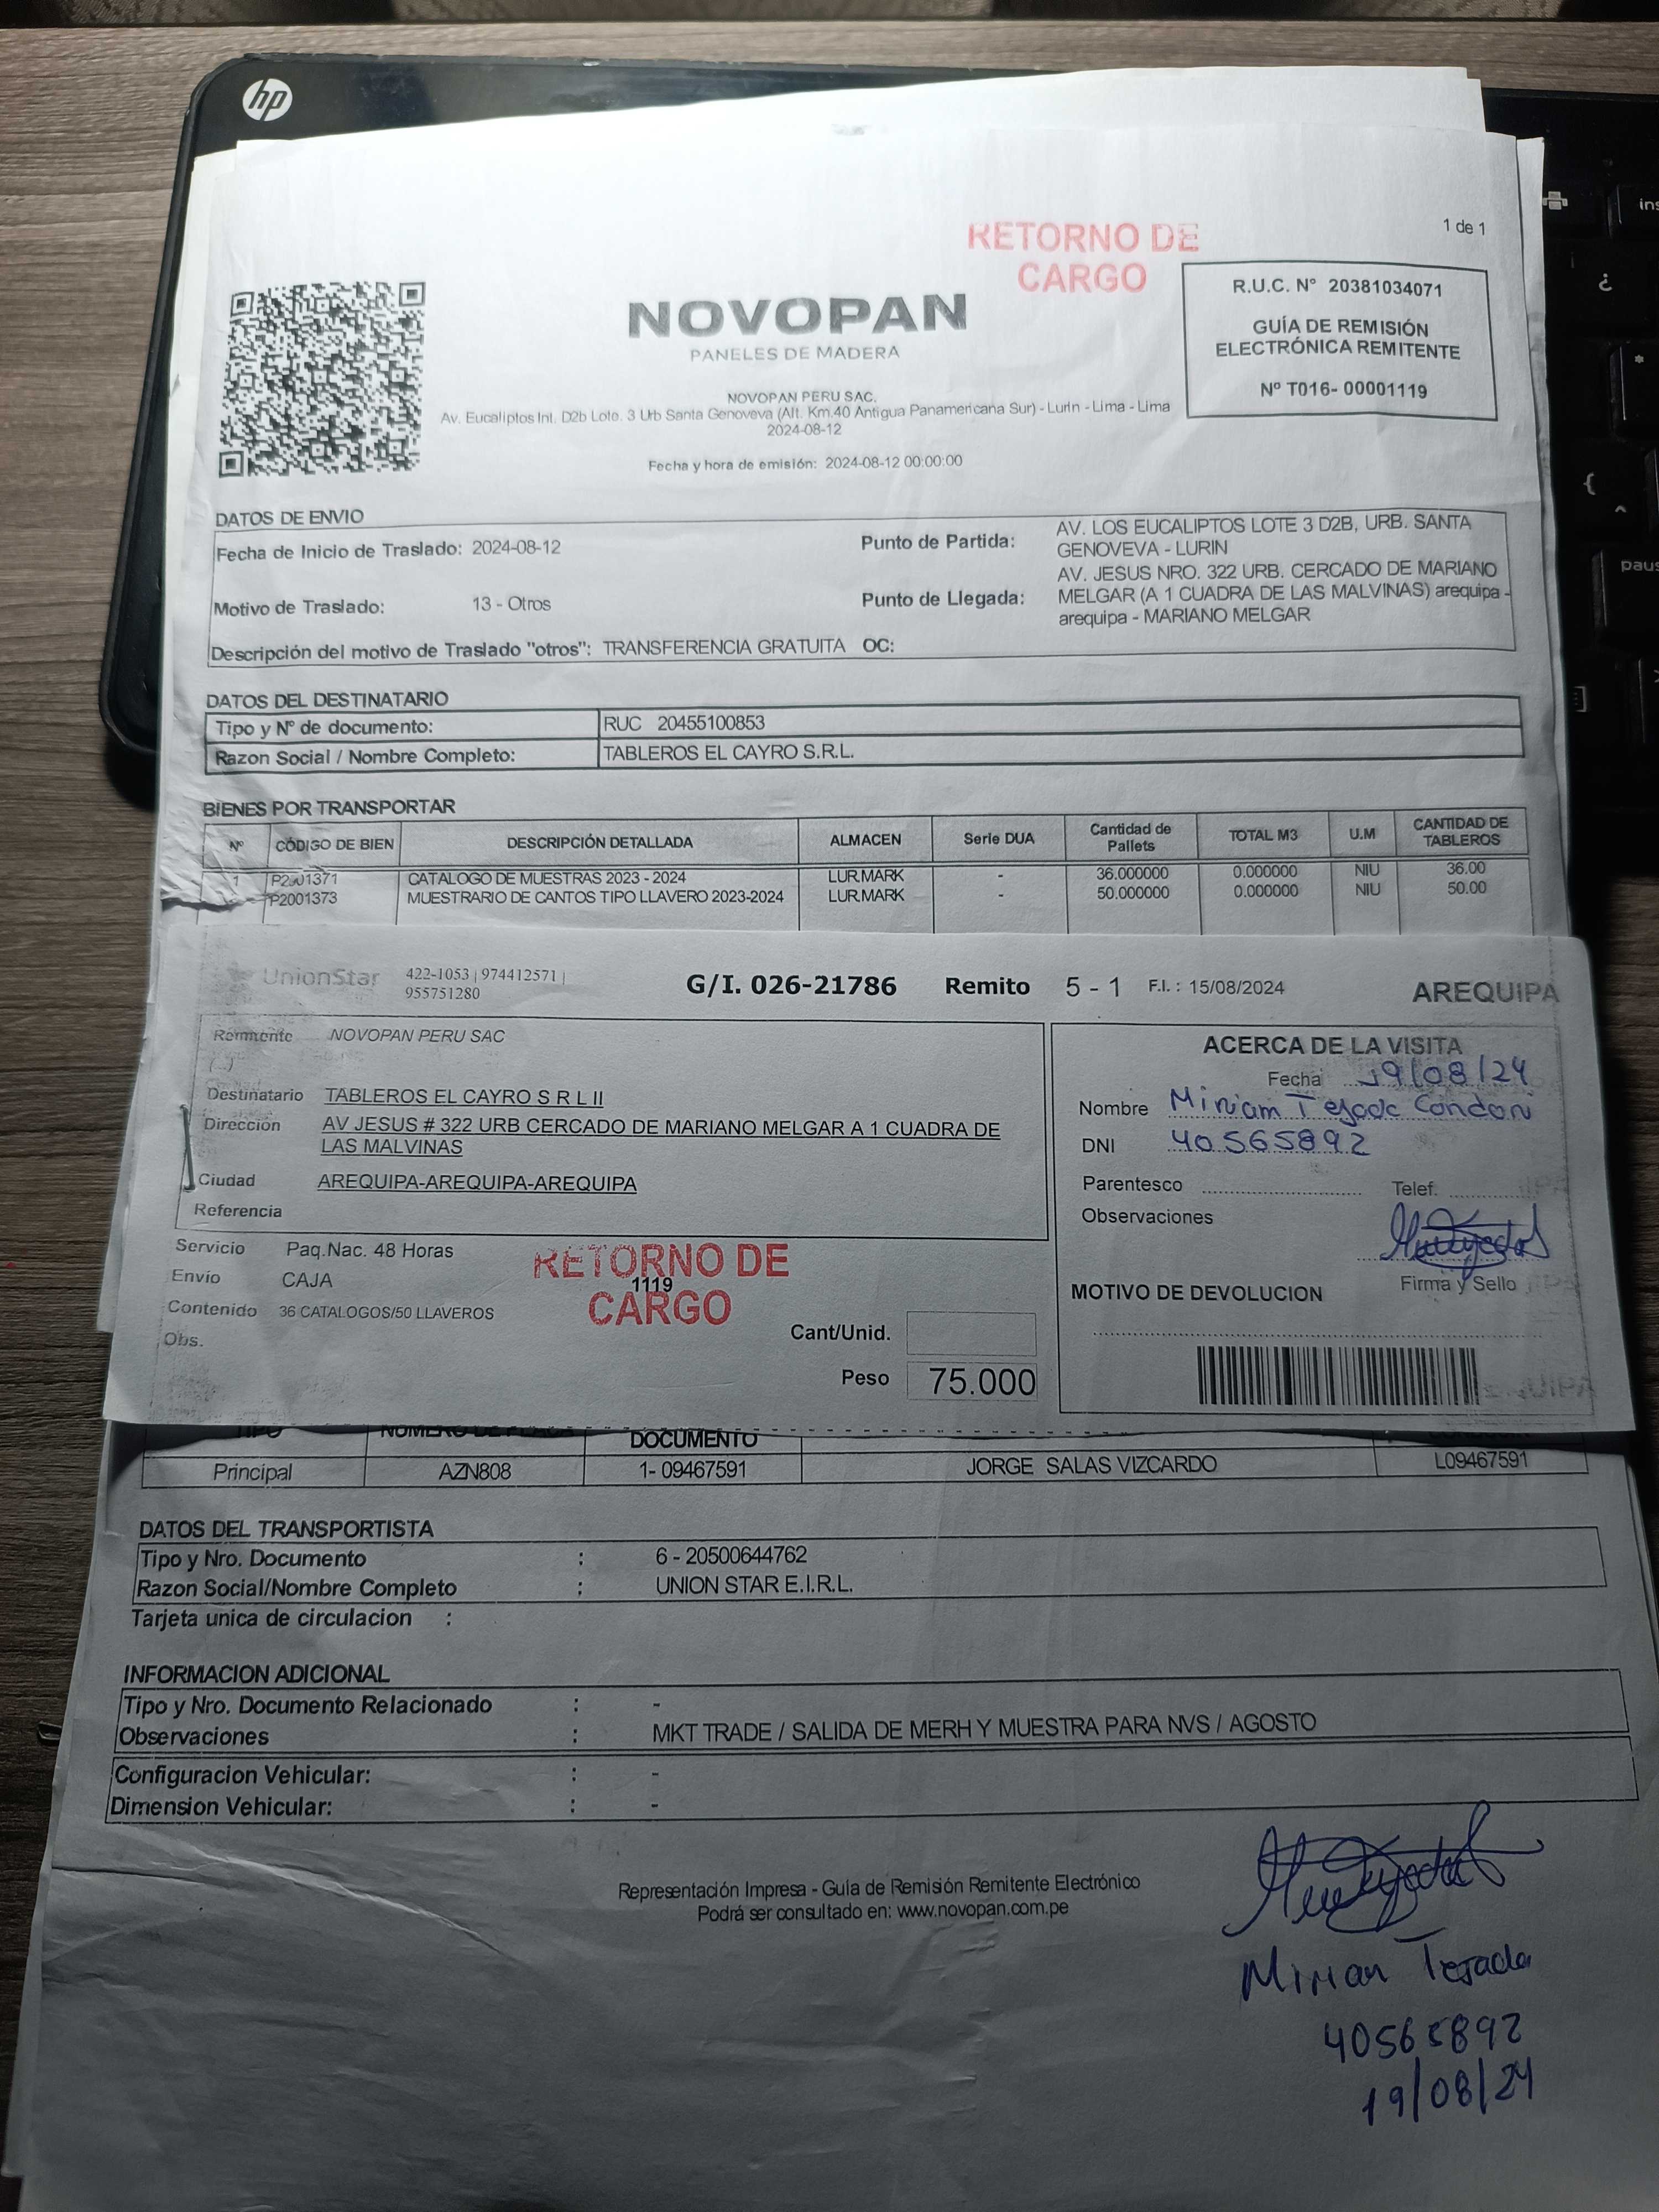 hp
RETORNO DE
CARGO
1 de 1
NOVOPAN
PANELES DE MADERA
R.U.C. N° 20381034071
GUÍA DE REMISIÓN
ELECTRÓNICA REMITENTE
Nº T016- 00001119
NOVOPAN PERU SAC.
Av. Eucaliptos Int. D2b Lote. 3 Urb Santa Genoveva (Alt. Km.40 Antigua Panamericana Sur) - Lurin - Lima - Lima
2024-08-12
Fecha y hora de emisión: 2024-08-12 00:00:00
DATOS DE ENVIO
Fecha de Inicio de Traslado: 2024-08-12
Punto de Partida: AV. LOS EUCALIPTOS LOTE 3 D2B, URB. SANTA
GENOVEVA - LURIN
Motivo de Traslado: 13 - Otros
Punto de Llegada: AV. JESUS NRO. 322 URB. CERCADO DE MARIANO
MELGAR (A 1 CUADRA DE LAS MALVINAS) arequipa -
arequipa - MARIANO MELGAR
Descripción del motivo de Traslado "otros": TRANSFERENCIA GRATUITA OC:
DATOS DEL DESTINATARIO
Tipo y Nº de documento: RUC 20455100853
Razon Social / Nombre Completo: TABLEROS EL CAYRO S.R.L.
BIENES POR TRANSPORTAR
Nº CÓDIGO DE BIEN DESCRIPCIÓN DETALLADA ALMACEN Serie DUA Cantidad de Pallets TOTAL M3 U.M CANTIDAD DE TABLEROS
1 P2001371 CATALOGO DE MUESTRAS 2023 - 2024 LUR.MARK - 36.000000 0.000000 NIU 36.00
P2001373 MUESTRARIO DE CANTOS TIPO LLAVERO 2023-2024 LUR.MARK - 50.000000 0.000000 NIU 50.00
UnionStar 422-1053 | 974412571 |
955751280
G/I. 026-21786 Remito 5 - 1 F.I. : 15/08/2024 AREQUIPA
Remitente NOVOPAN PERU SAC
(...)
Destinatario TABLEROS EL CAYRO S R L II
Dirección AV JESUS # 322 URB CERCADO DE MARIANO MELGAR A 1 CUADRA DE
LAS MALVINAS
Ciudad AREQUIPA-AREQUIPA-AREQUIPA
Referencia
ACERCA DE LA VISITA
Fecha 19/08/24
Nombre Miriam Tejada Condori
DNI 40565892
Parentesco Telef.
Observaciones
Firma y Sello
MOTIVO DE DEVOLUCION
Servicio Paq.Nac. 48 Horas
Envío CAJA
Contenido 36 CATALOGOS/50 LLAVEROS
Obs.
RETORNO DE
1119
CARGO
Cant/Unid.
Peso 75.000
TIPO NUMERO DE PLACA DOCUMENTO
Principal AZN808 1- 09467591 JORGE SALAS VIZCARDO L09467591
DATOS DEL TRANSPORTISTA
Tipo y Nro. Documento : 6 - 20500644762
Razon Social/Nombre Completo : UNION STAR E.I.R.L.
Tarjeta unica de circulacion :
INFORMACION ADICIONAL
Tipo y Nro. Documento Relacionado : -
Observaciones : MKT TRADE / SALIDA DE MERH Y MUESTRA PARA NVS / AGOSTO
Configuracion Vehicular: : -
Dimension Vehicular: : -
Representación Impresa - Guía de Remisión Remitente Electrónico
Podrá ser consultado en: www.novopan.com.pe
Mirian Tejada
40565892
19/08/24